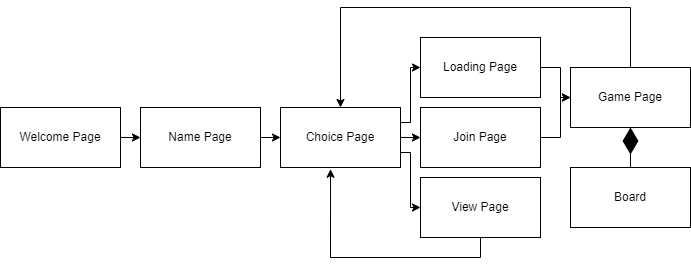 Loading Page
Game Page
Welcome Page
Name Page
Choice Page
Join Page
View Page
Board